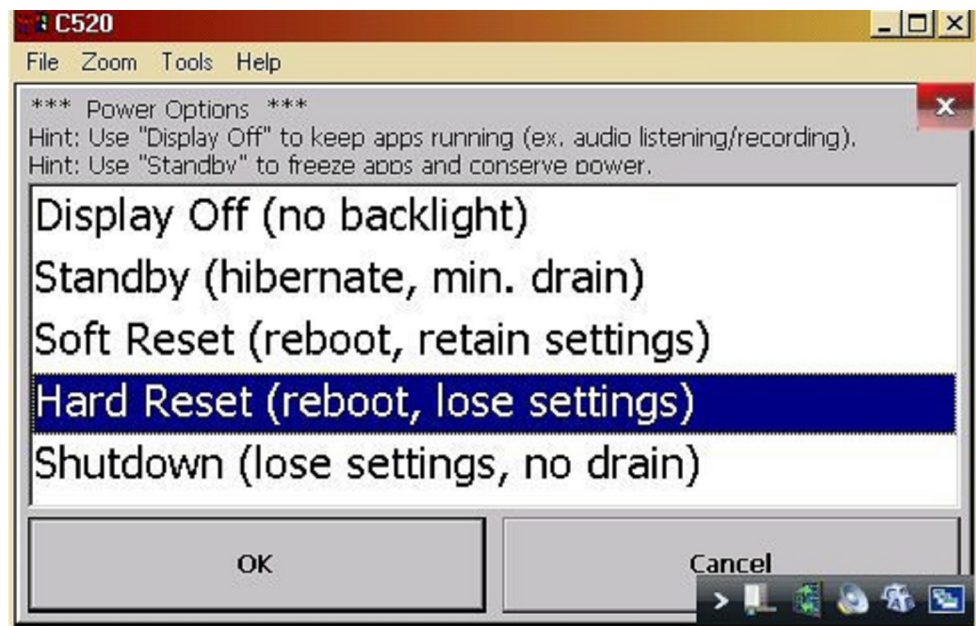 C520
File Zoom Tools Help
*** Power Options ***
Hint: Use "Display Off" to keep apps running (ex. audio listening/recording).
Hint: Use "Standby" to freeze apps and conserve power.
Display Off (no backlight)
Standby (hibernate, min. drain)
Soft Reset (reboot, retain settings)
Hard Reset (reboot, lose settings)
Shutdown (lose settings, no drain)
OK
Cancel